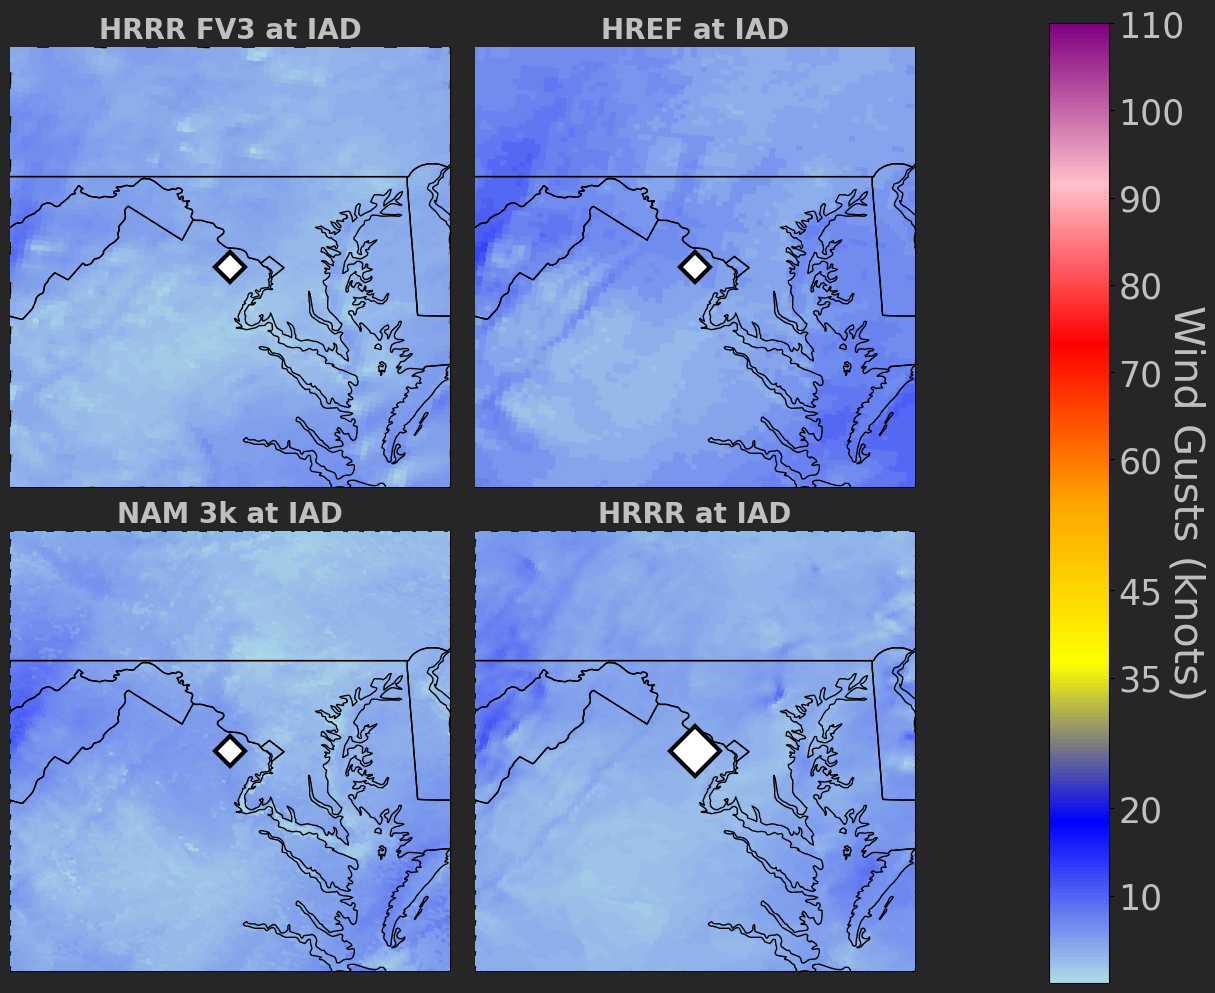 HRRR FV3 at IAD
HREF at IAD
NAM 3k at IAD
HRRR at IAD
110
100
90
80
70
60
45
35
20
10
Wind Gusts (knots)